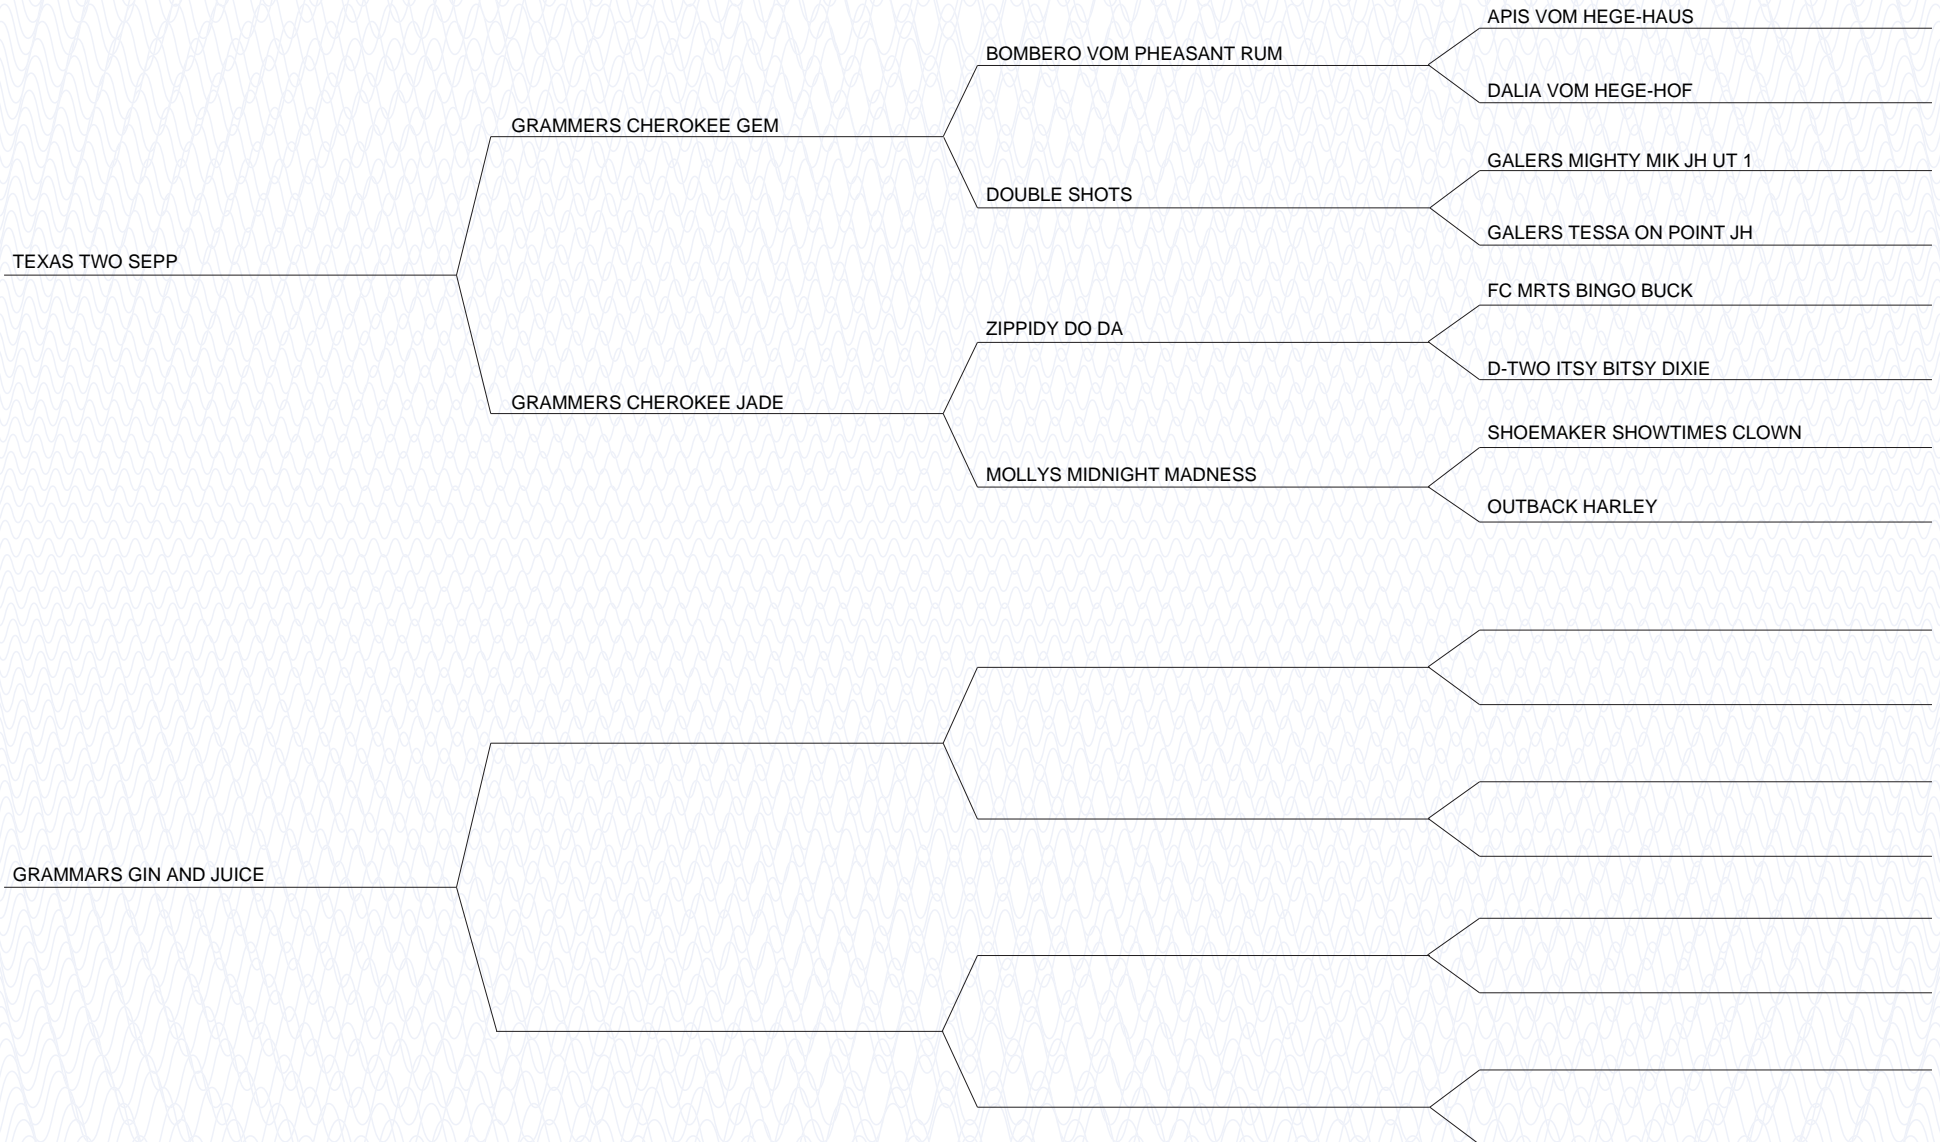 APIS VOM HEGE-HAUS
BOMBERO VOM PHEASANT RUM
DALIA VOM HEGE-HOF
GRAMMERS CHEROKEE GEM
GALERS MIGHTY MIK JH UT 1
DOUBLE SHOTS
GALERS TESSA ON POINT JH
TEXAS TWO SEPP
FC MRTS BINGO BUCK
ZIPPIDY DO DA
D-TWO ITSY BITSY DIXIE
GRAMMERS CHEROKEE JADE
SHOEMAKER SHOWTIMES CLOWN
MOLLYS MIDNIGHT MADNESS
OUTBACK HARLEY
GRAMMARS GIN AND JUICE